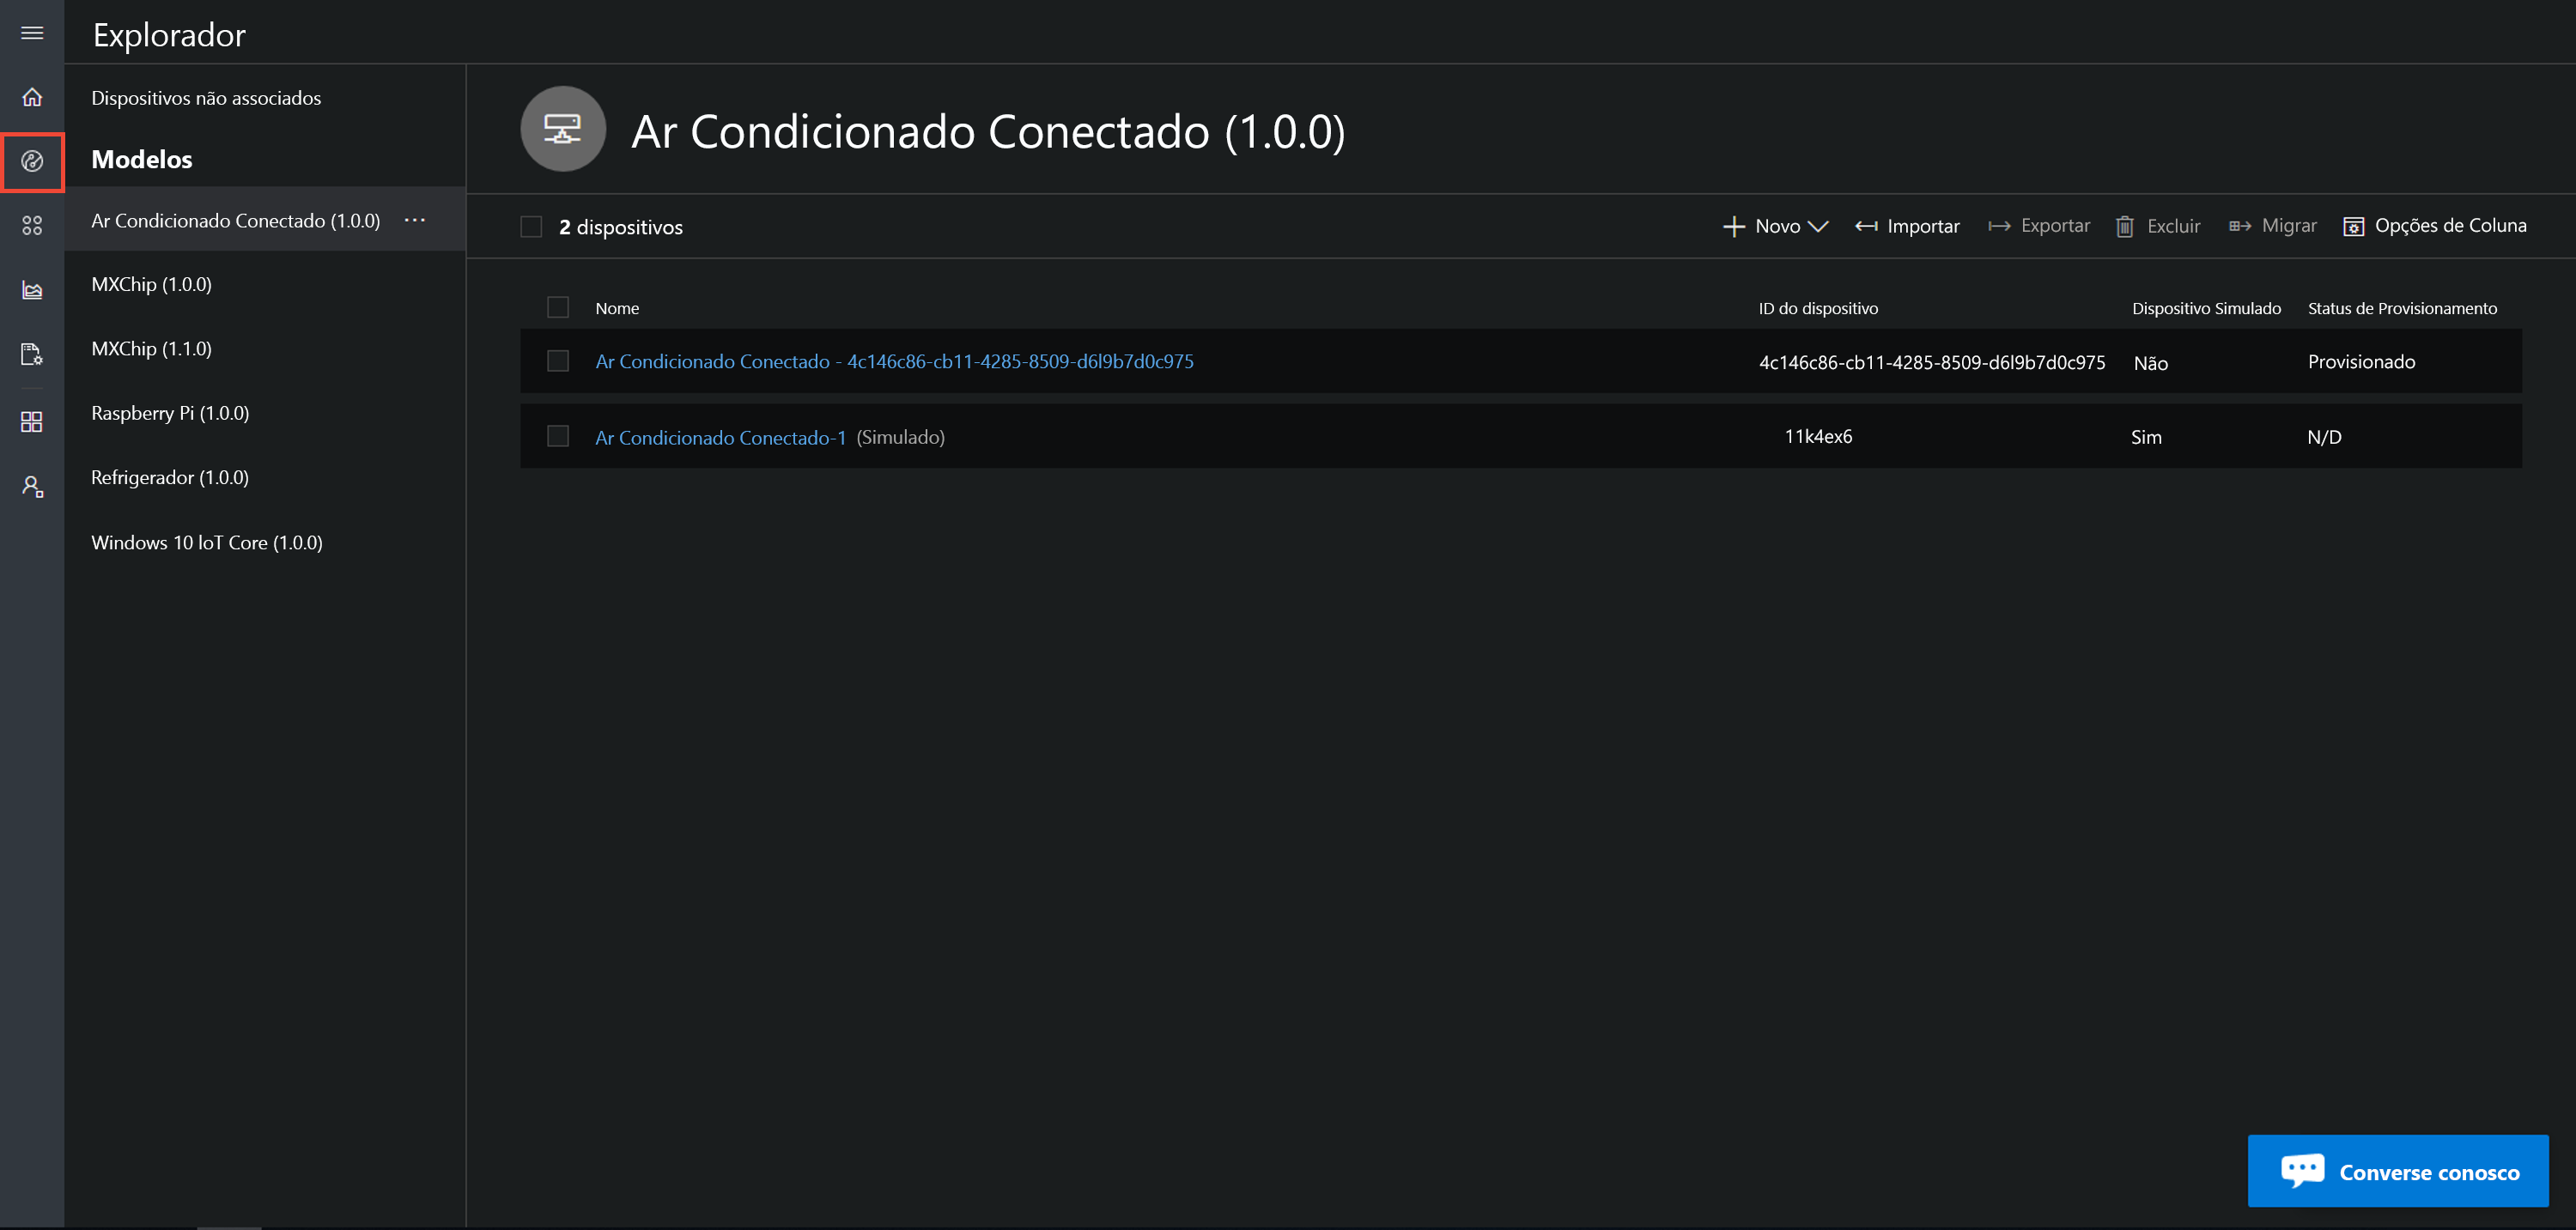 Explorador
Dispositivos não associados
Modelos
Ar Condicionado Conectado (1.0.0) ...
MXChip (1.0.0)
MXChip (1.1.0)
Raspberry Pi (1.0.0)
Refrigerador (1.0.0)
Windows 10 loT Core (1.0.0)
Ar Condicionado Conectado (1.0.0)
2 dispositivos
Novo Importar Exportar Excluir Migrar Opções de Coluna
Nome ID do dispositivo Dispositivo Simulado Status de Provisionamento
Ar Condicionado Conectado - 4c146c86-cb11-4285-8509-d6l9b7d0c975 4c146c86-cb11-4285-8509-d6l9b7d0c975 Não Provisionado
Ar Condicionado Conectado-1 (Simulado) 11k4ex6 Sim N/D
Converse conosco